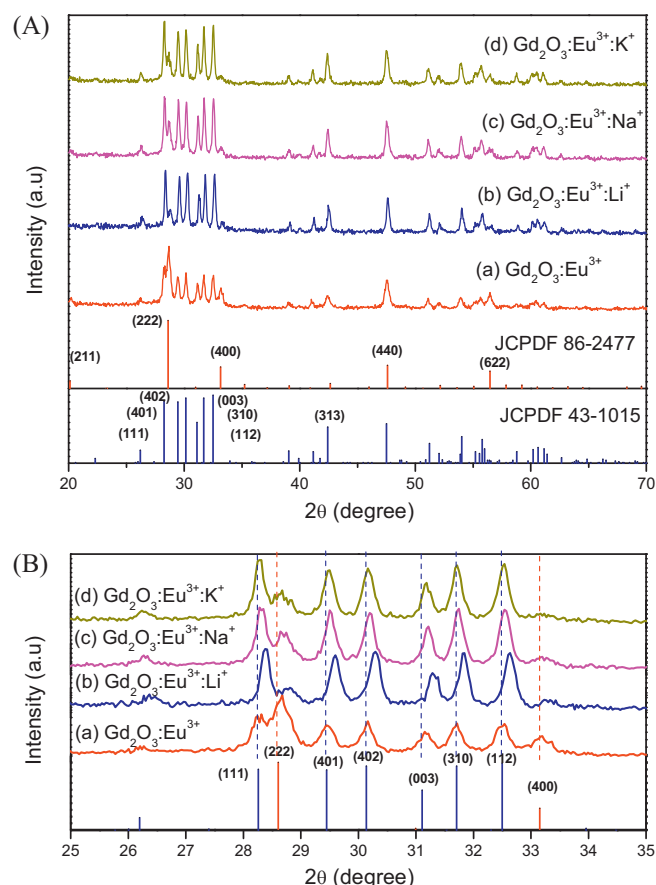 (A)
(d) Gd₂O₃:Eu³⁺:K⁺
(c) Gd₂O₃:Eu³⁺:Na⁺
(b) Gd₂O₃:Eu³⁺:Li⁺
(a) Gd₂O₃:Eu³⁺
Intensity (a.u)
(222)
JCPDF 86-2477
(211)
(400)
(440)
(622)
(402)
(003)
JCPDF 43-1015
(401)
(310)
(313)
(111)
(112)
20 30 40 50 60 70
2θ (degree)
(B)
(d) Gd₂O₃:Eu³⁺:K⁺
(c) Gd₂O₃:Eu³⁺:Na⁺
(b) Gd₂O₃:Eu³⁺:Li⁺
(a) Gd₂O₃:Eu³⁺
Intensity (a.u)
(111) (222) (401) (402) (003) (310) (112) (400)
25 26 27 28 29 30 31 32 33 34 35
2θ (degree)